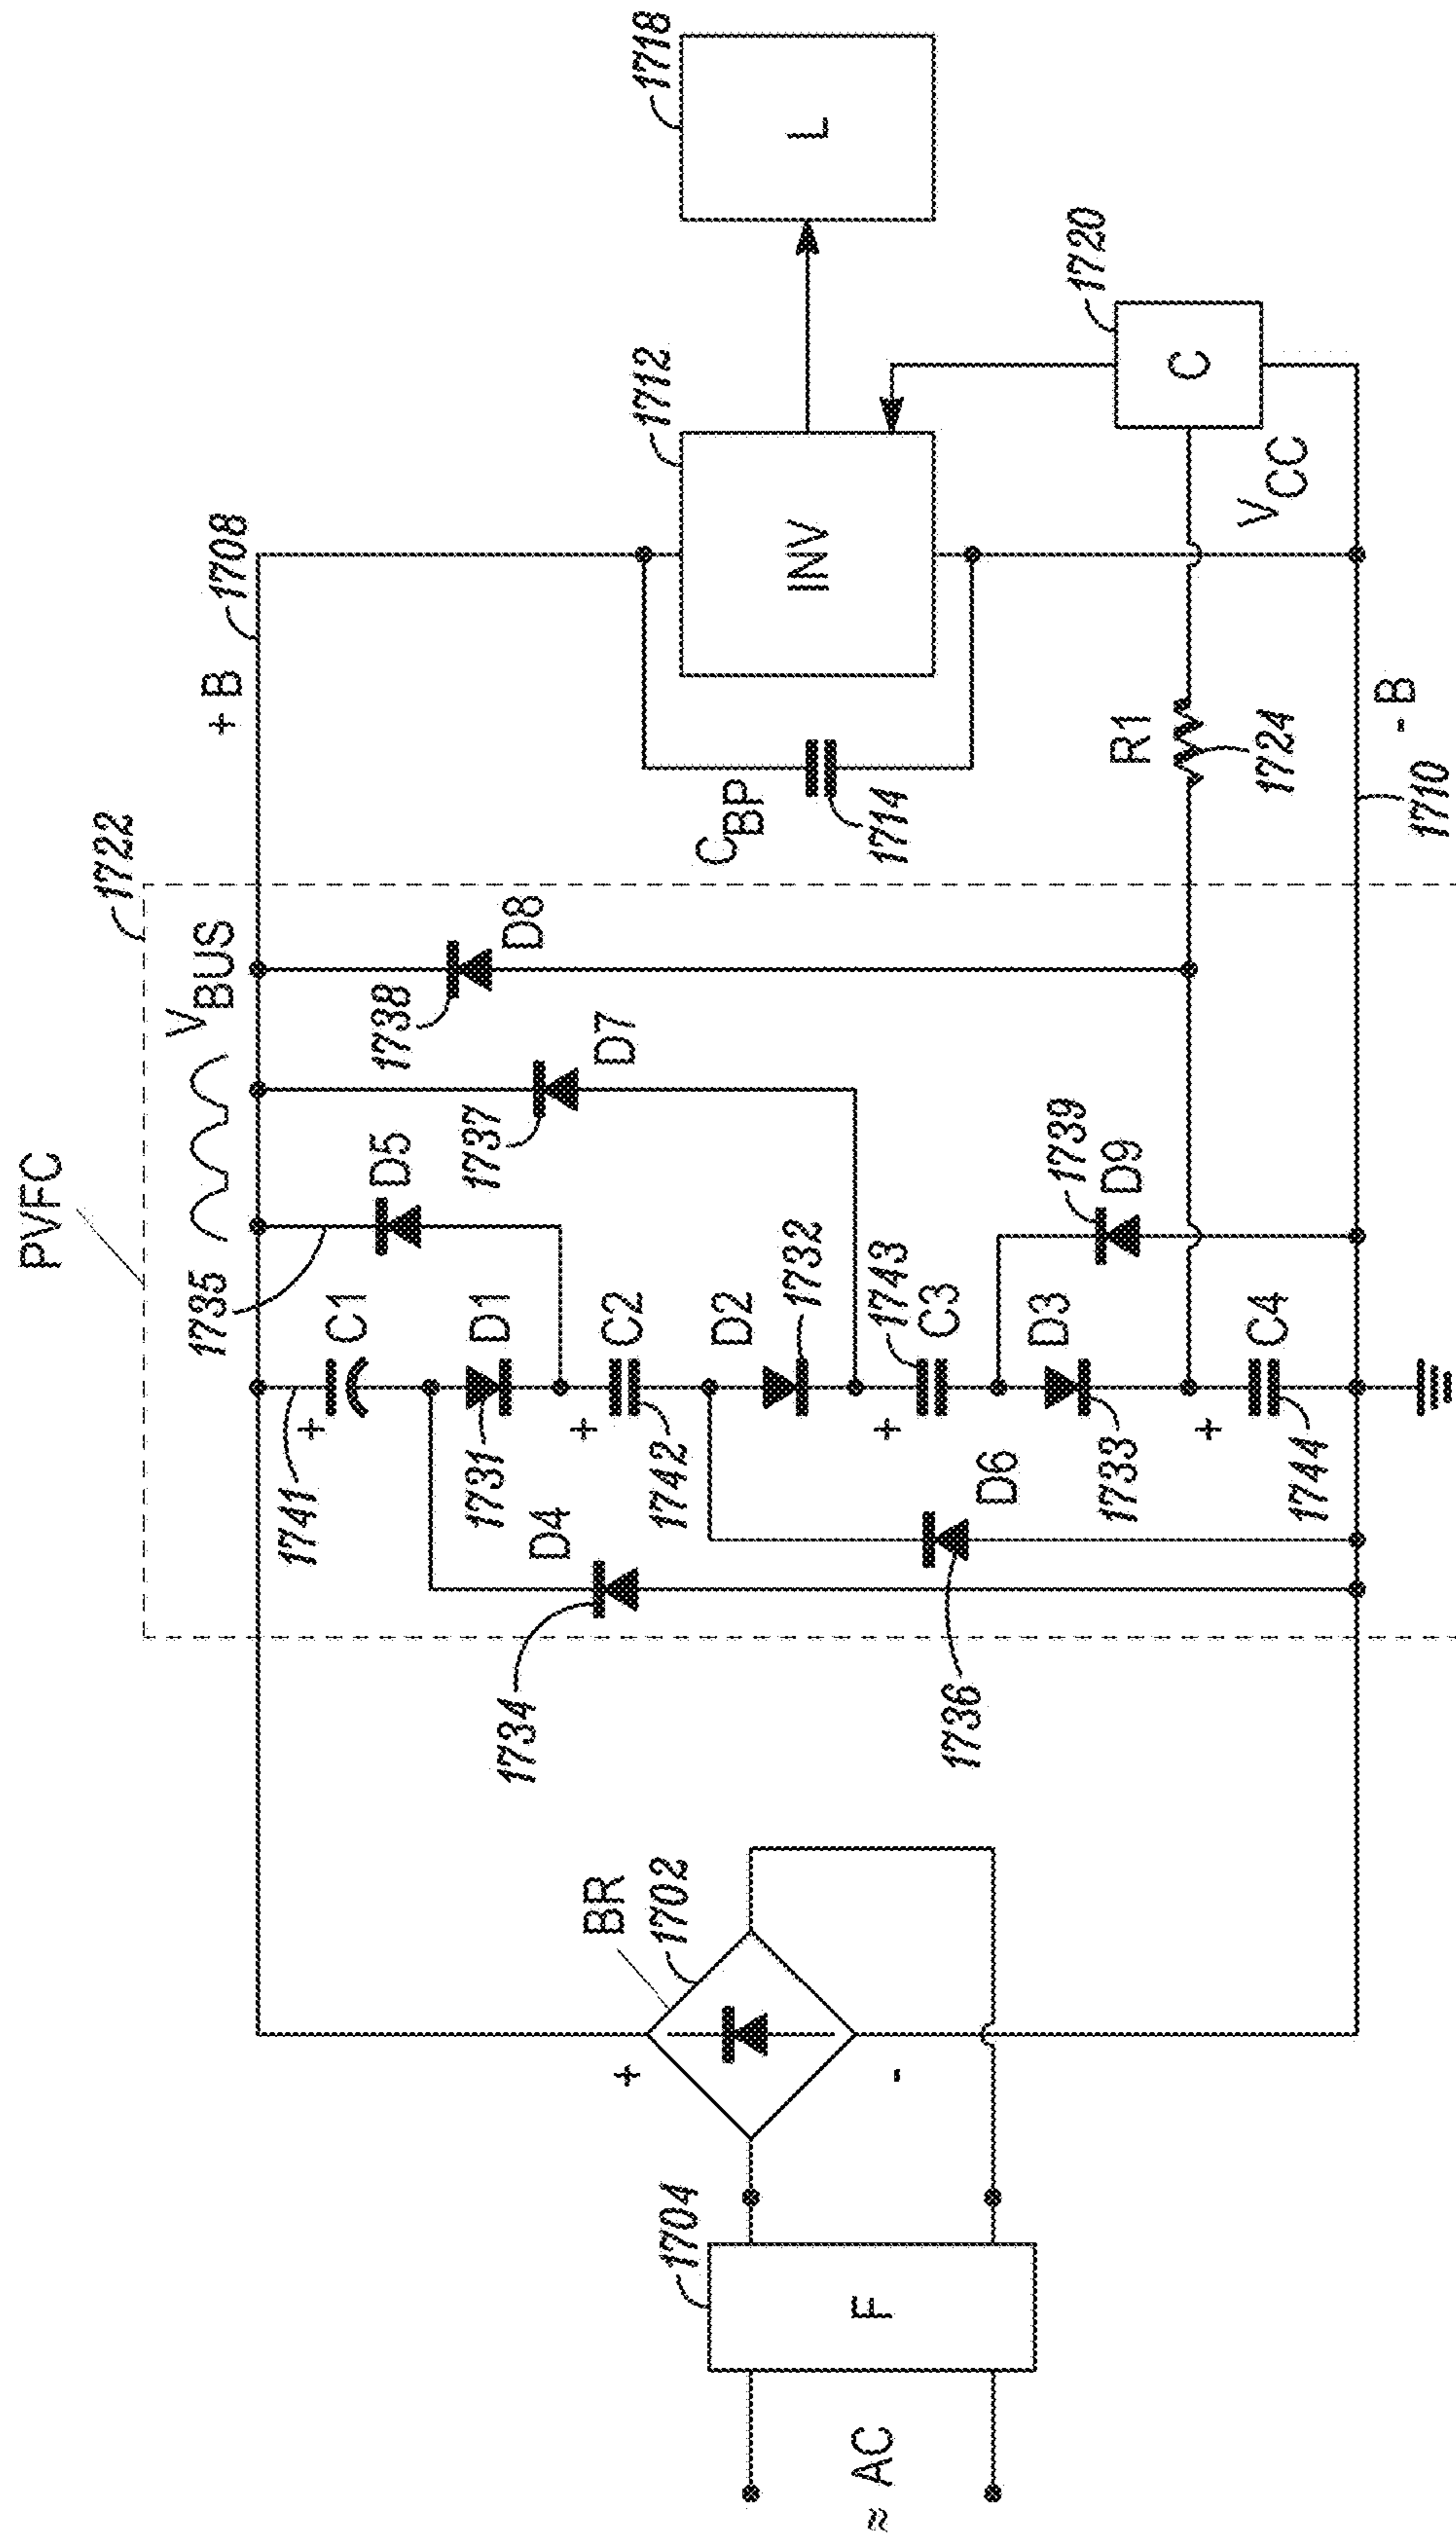 PVFC
1722
VBUS
+ B
1708
1741
C1
1735
D5
1738
D8
1731
D1
1737
D7
D4
C2
1742
1734
D2
1732
D6
1736
1743
C3
D3
1733
1739
D9
C4
1744
BR
1702
+
-
1704
F
≈ AC
CBP
1714
INV
1712
L
1718
R1
1724
C
1720
VCC
- B
1710
+
+
+
+